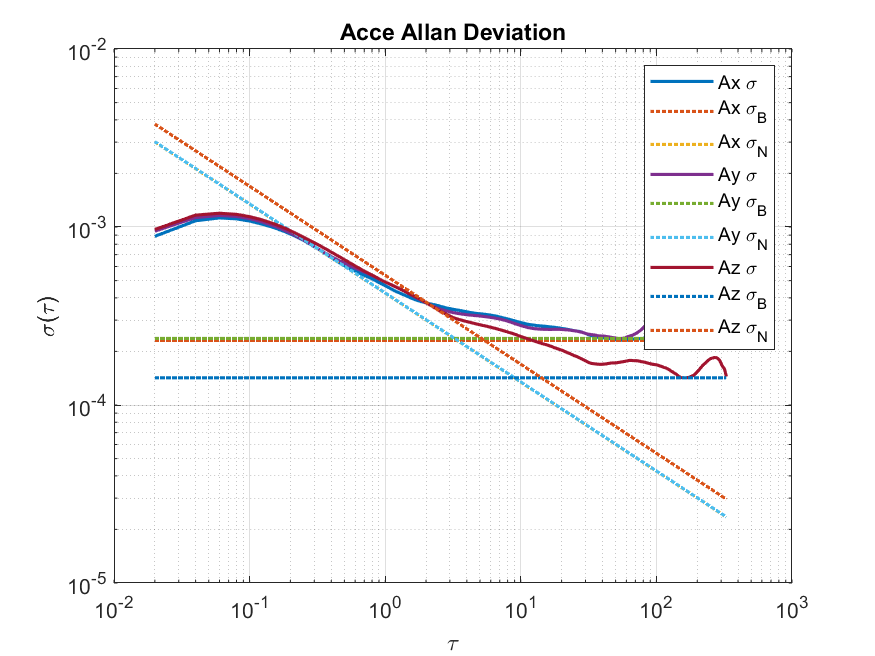 Acce Allan Deviation
10^-2
10^-3
10^-4
10^-5
σ(τ)
Ax σ
Ax σ_B
Ax σ_N
Ay σ
Ay σ_B
Ay σ_N
Az σ
Az σ_B
Az σ_N
10^-2
10^-1
10^0
10^1
10^2
10^3
τ